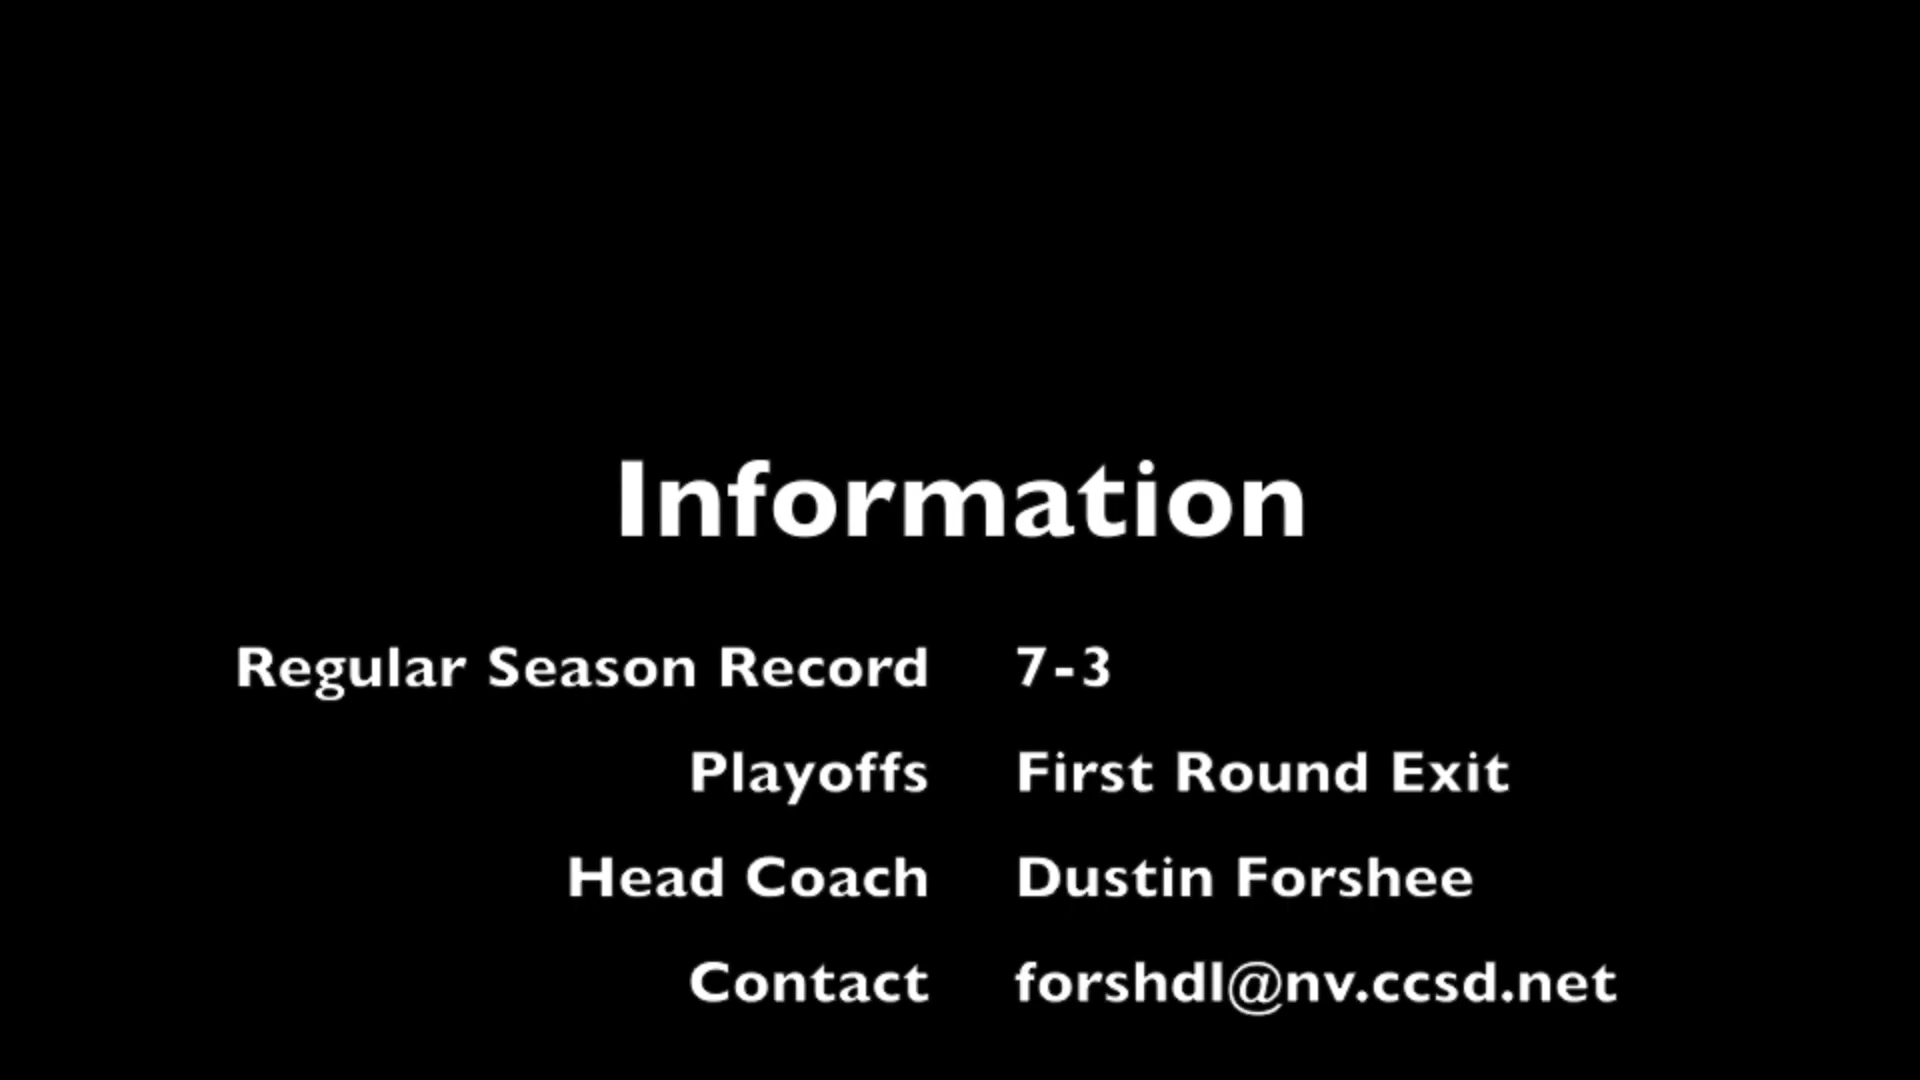 Information
Regular Season Record 7-3
Playoffs First Round Exit
Head Coach Dustin Forshee
Contact forshdl@nv.ccsd.net